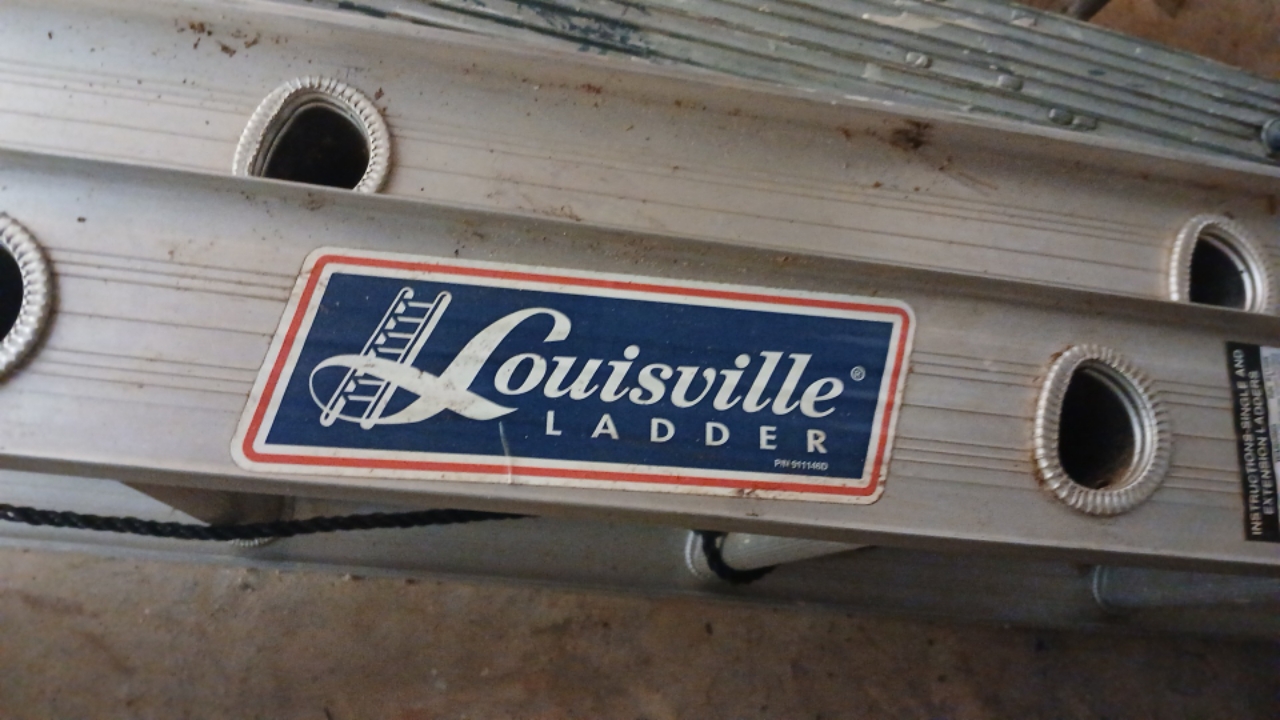 Louisville®
LADDER
P/N 911146D
INSTRUCTIONS-SINGLE AND
EXTENSION LADDERS